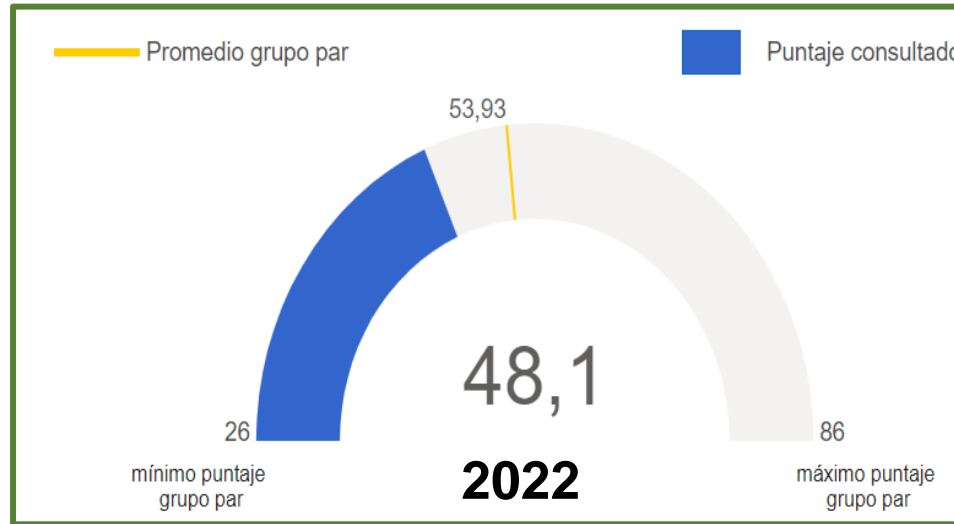 Promedio grupo par
Puntaje consultado
53,93
48,1
26
86
mínimo puntaje
grupo par
2022
máximo puntaje
grupo par